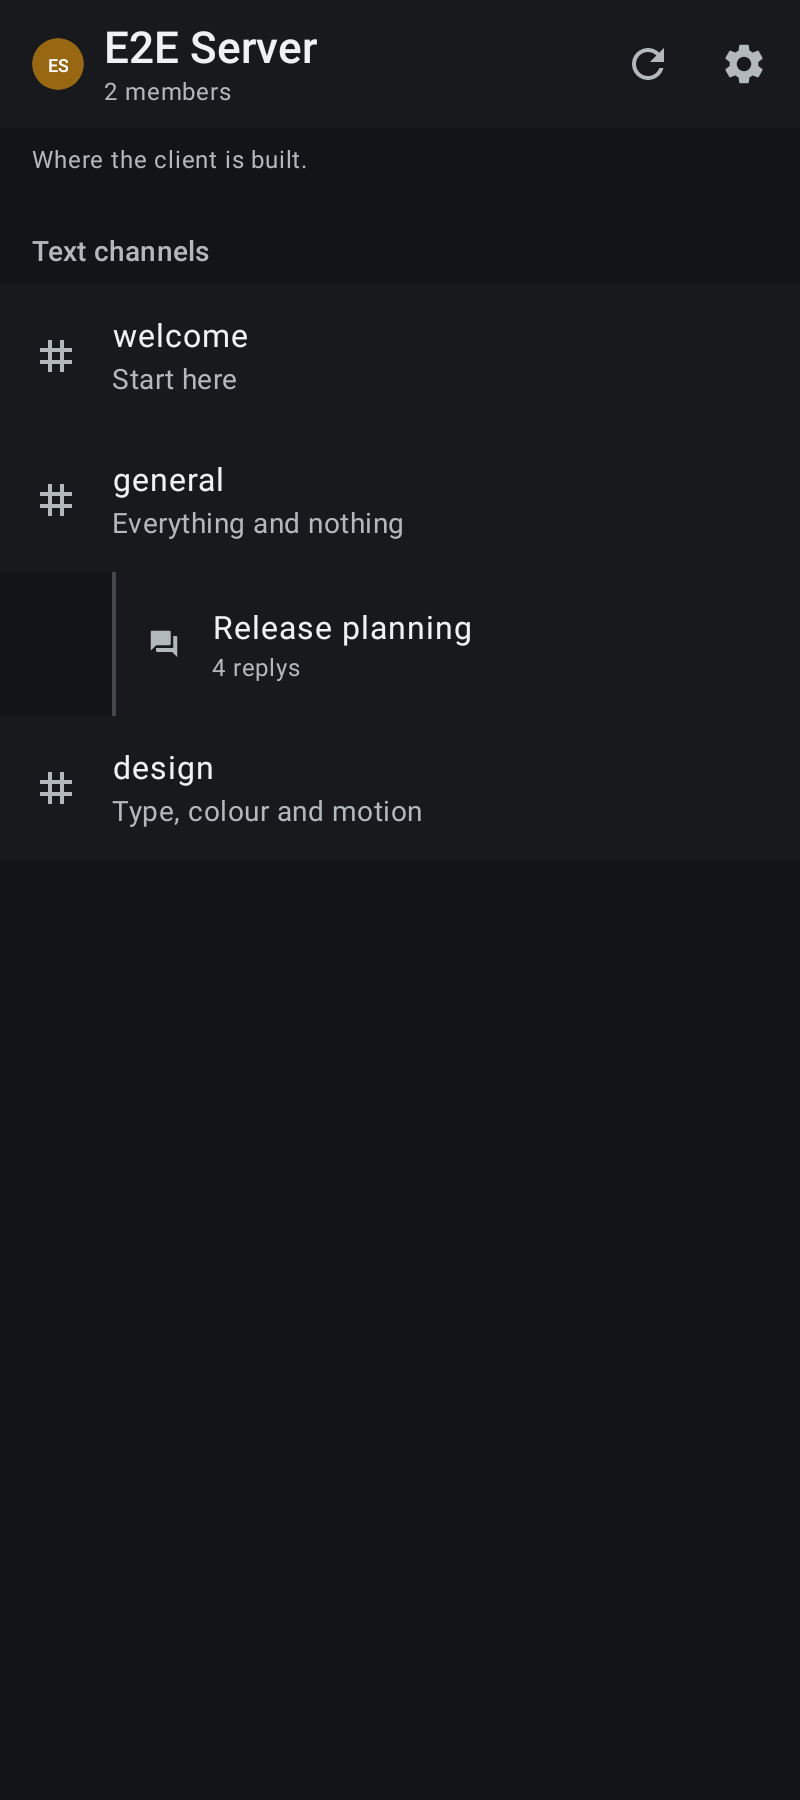 ES
E2E Server
2 members
Where the client is built.
Text channels
welcome
Start here
general
Everything and nothing
Release planning
4 replys
design
Type, colour and motion